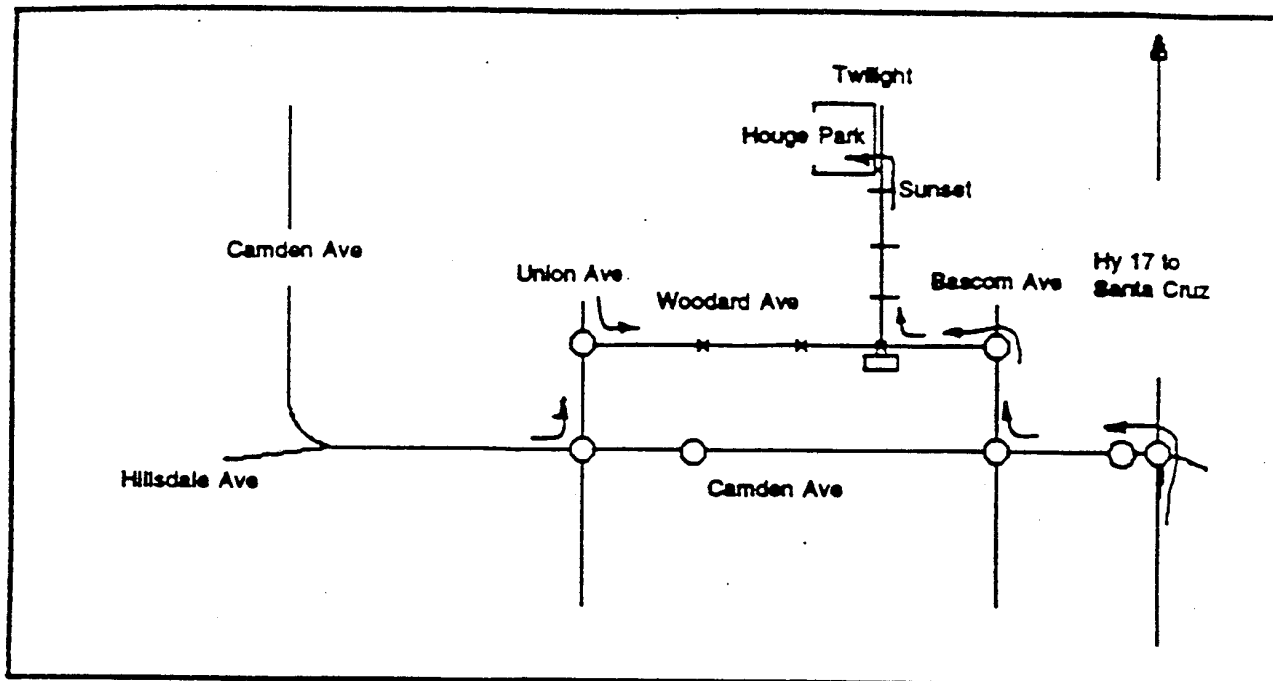 Twilight
Houge Park
Sunset
Camden Ave
Union Ave
Woodard Ave
Bascom Ave
Hy 17 to
Santa Cruz
Hillsdale Ave
Camden Ave